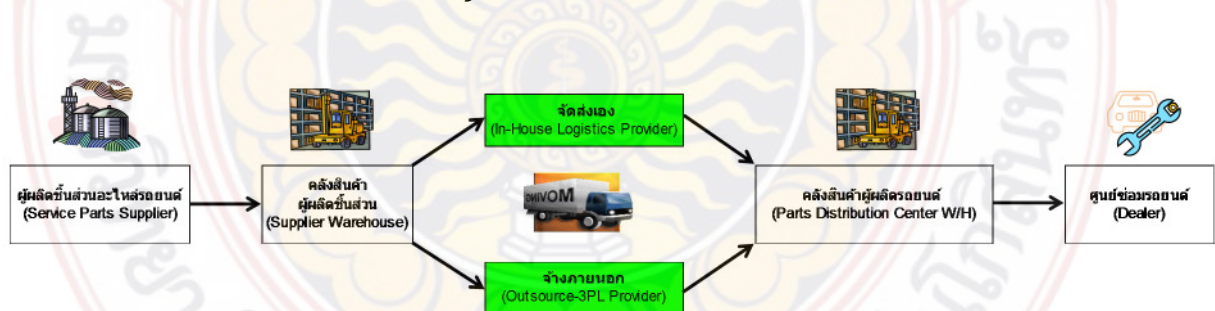 ผู้ผลิตชิ้นส่วนอะไหล่รถยนต์
(Service Parts Supplier)
คลังสินค้า
ผู้ผลิตชิ้นส่วน
(Supplier Warehouse)
จัดส่งเอง
(In-House Logistics Provider)
MOVING
จ้างภายนอก
(Outsource-3PL Provider)
คลังสินค้าผู้ผลิตรถยนต์
(Parts Distribution Center W/H)
ศูนย์ซ่อมรถยนต์
(Dealer)